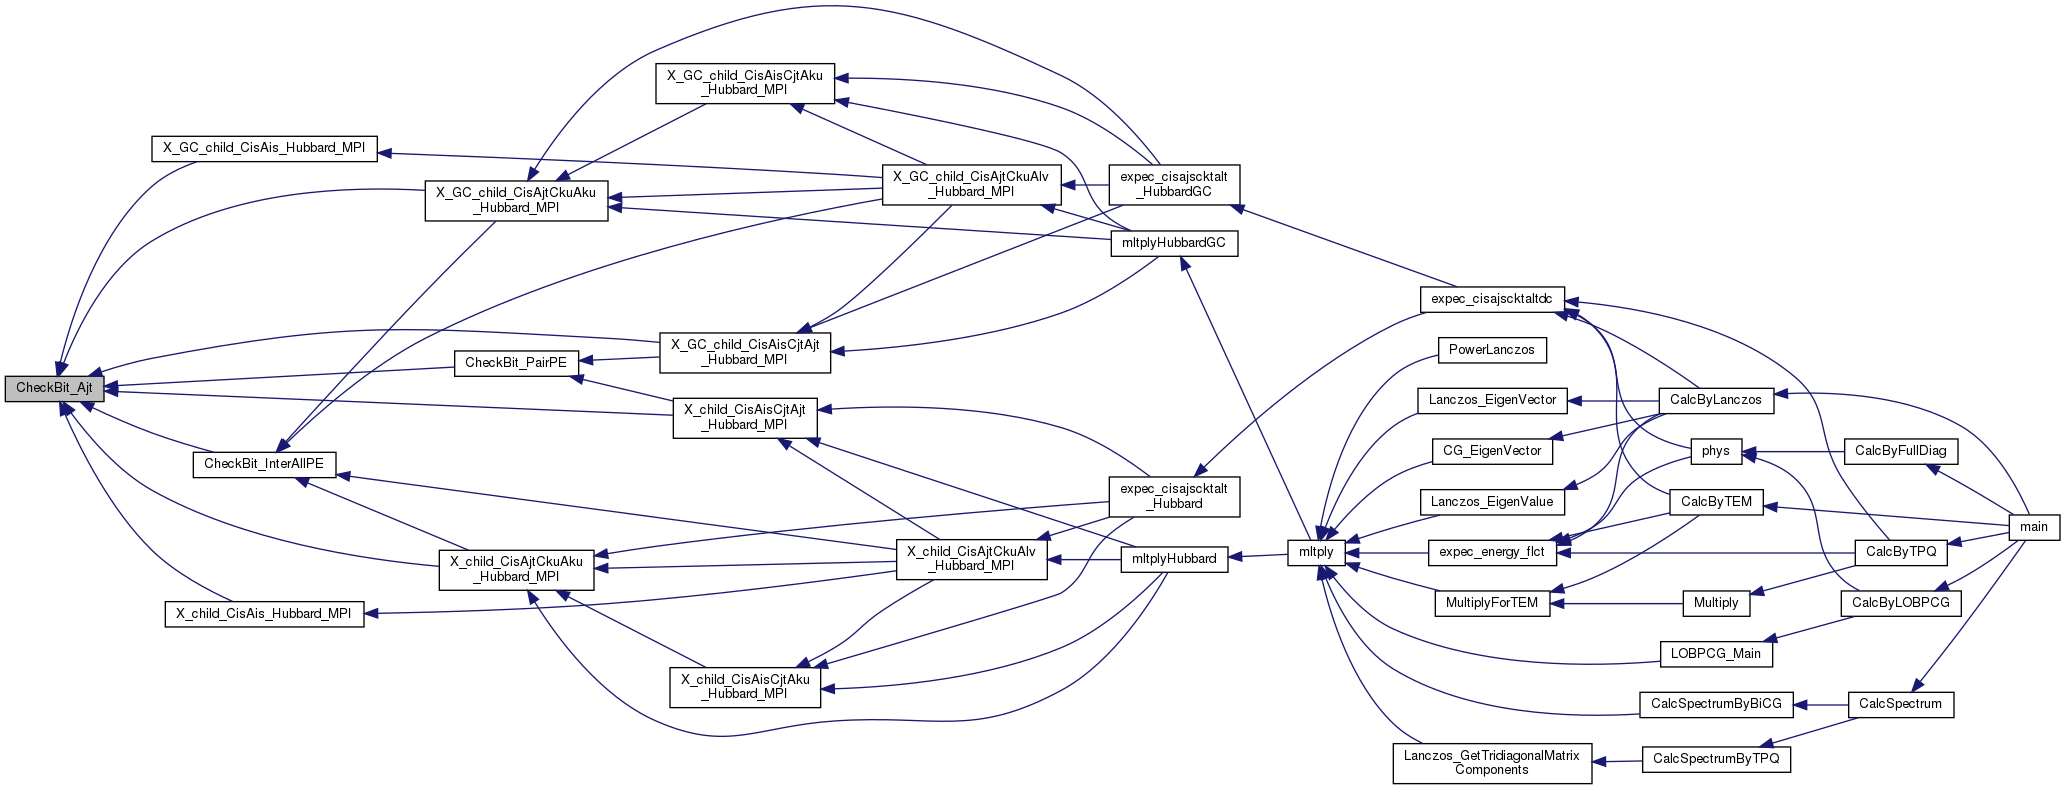 CheckBit_Ajt
X_GC_child_CisAis_Hubbard_MPI
CheckBit_InterAllPE
X_child_CisAis_Hubbard_MPI
X_GC_child_CisAjtCkuAku
_Hubbard_MPI
CheckBit_PairPE
X_child_CisAjtCkuAku
_Hubbard_MPI
X_GC_child_CisAisCjtAku
_Hubbard_MPI
X_GC_child_CisAisCjtAjt
_Hubbard_MPI
X_child_CisAisCjtAjt
_Hubbard_MPI
X_child_CisAisCjtAku
_Hubbard_MPI
X_GC_child_CisAjtCkuAlv
_Hubbard_MPI
X_child_CisAjtCkuAlv
_Hubbard_MPI
expec_cisajscktalt
_HubbardGC
mltplyHubbardGC
expec_cisajscktalt
_Hubbard
mltplyHubbard
mltply
expec_cisajscktaltdc
PowerLanczos
Lanczos_EigenVector
CG_EigenVector
Lanczos_EigenValue
expec_energy_flct
MultiplyForTEM
Lanczos_GetTridiagonalMatrix
Components
CalcByLanczos
phys
CalcByTEM
Multiply
LOBPCG_Main
CalcSpectrumByBiCG
CalcSpectrumByTPQ
CalcByFullDiag
CalcByTPQ
CalcByLOBPCG
CalcSpectrum
main